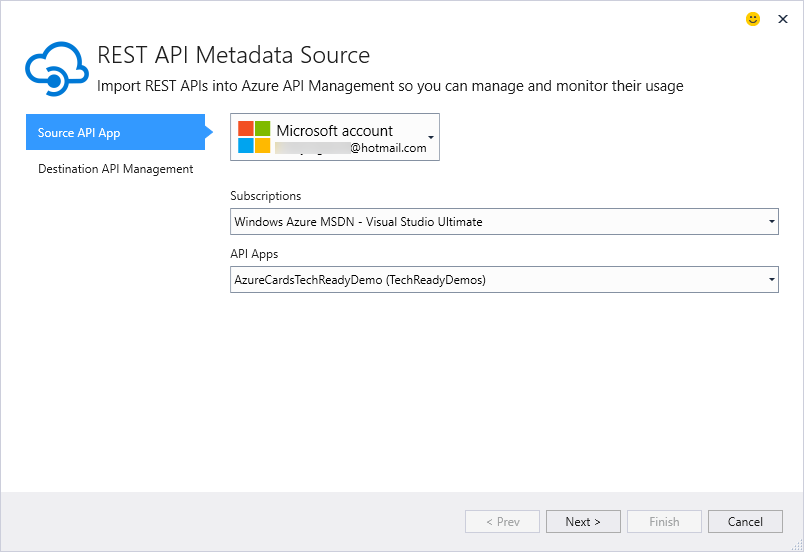 REST API Metadata Source
Import REST APIs into Azure API Management so you can manage and monitor their usage
Source API App
Destination API Management
Microsoft account
@hotmail.com
Subscriptions
Windows Azure MSDN - Visual Studio Ultimate
API Apps
AzureCardsTechReadyDemo (TechReadyDemos)
< Prev
Next >
Finish
Cancel